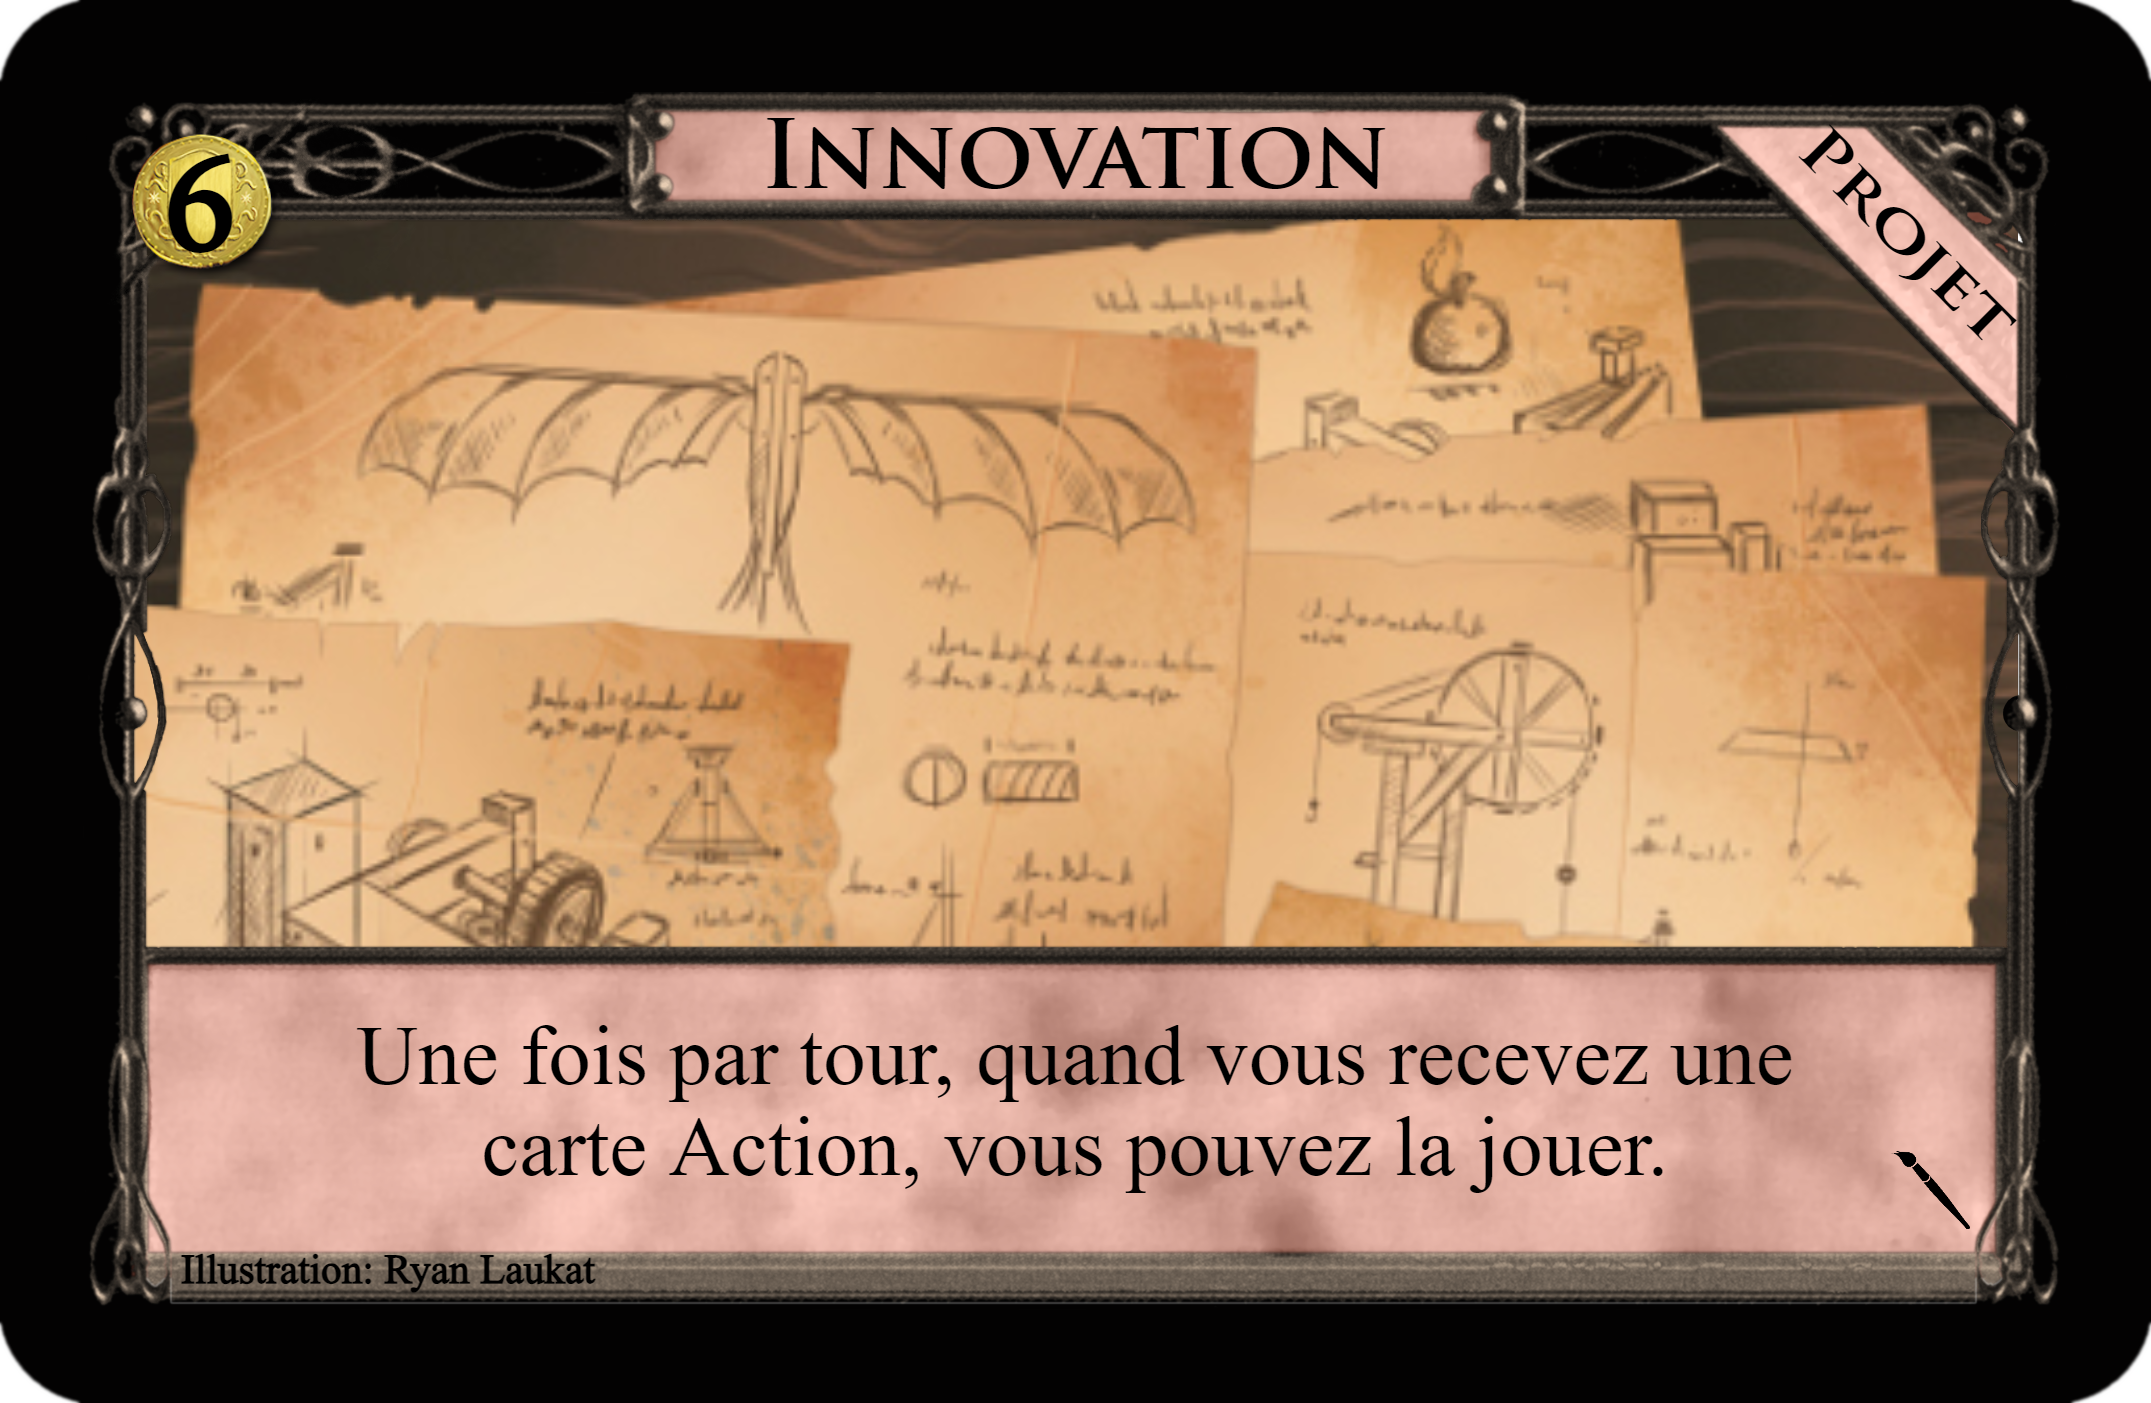 6
INNOVATION
PROJET
Une fois par tour, quand vous recevez une
carte Action, vous pouvez la jouer.
Illustration: Ryan Laukat